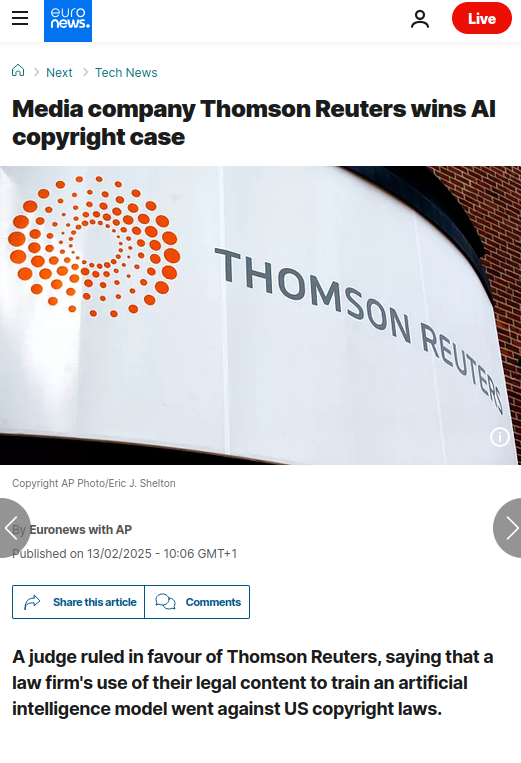 euro
news.
Live
Next
Tech News
Media company Thomson Reuters wins AI
copyright case
THOMSON REUTERS
Copyright AP Photo/Eric J. Shelton
By Euronews with AP
Published on 13/02/2025 - 10:06 GMT+1
Share this article
Comments
A judge ruled in favour of Thomson Reuters, saying that a
law firm's use of their legal content to train an artificial
intelligence model went against US copyright laws.